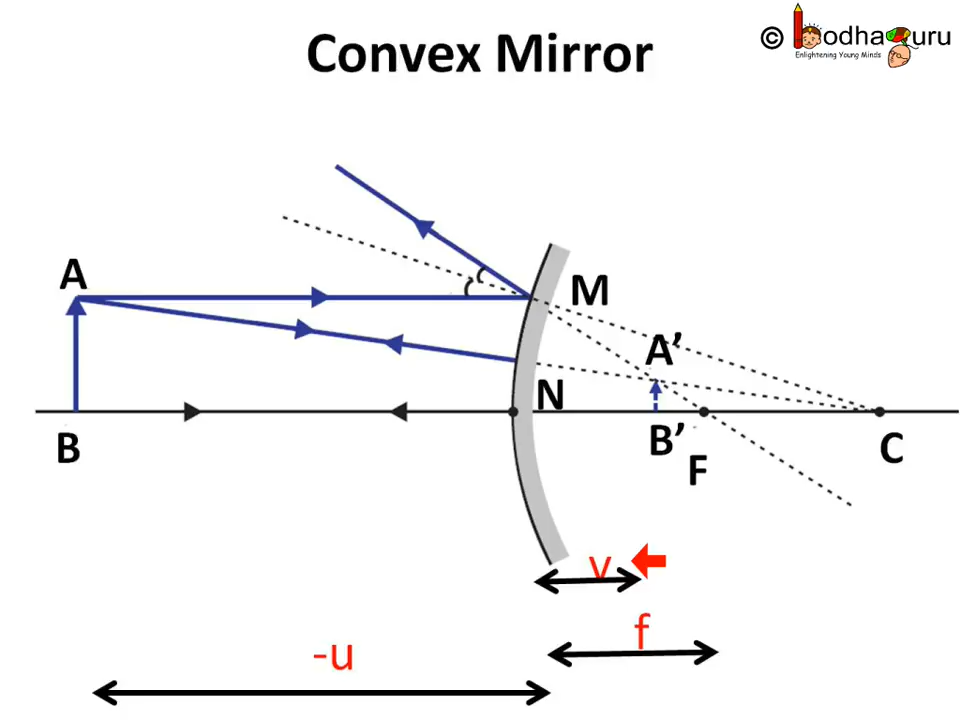 Convex Mirror
© BodhaGuru
Enlightening Young Minds
A
M
A’
N
B
B’
F
C
v
f
-u